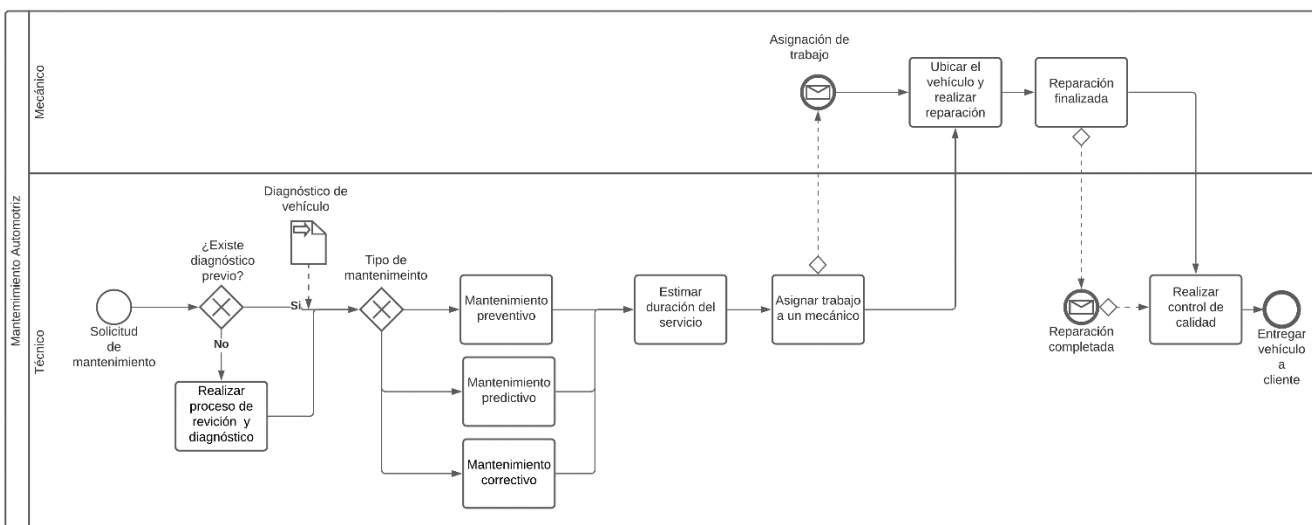 Mantenimiento Automotriz
Mecánico
Asignación de
trabajo
Ubicar el
vehículo y
realizar
reparación
Reparación
finalizada
Técnico
Solicitud
de
mantenimiento
¿Existe
diagnóstico
previo?
Si
No
Realizar
proceso de
revición y
diagnóstico
Diagnóstico de
vehículo
Tipo de
mantenimeinto
Mantenimiento
preventivo
Mantenimiento
predictivo
Mantenimiento
correctivo
Estimar
duración del
servicio
Asignar trabajo
a un mecánico
Reparación
completada
Realizar
control de
calidad
Entregar
vehículo
a
cliente